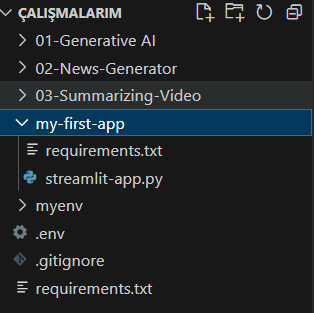 ÇALIŞMALARIM
01-Generative AI
02-News-Generator
03-Summarizing-Video
my-first-app
requirements.txt
streamlit-app.py
myenv
.env
.gitignore
requirements.txt